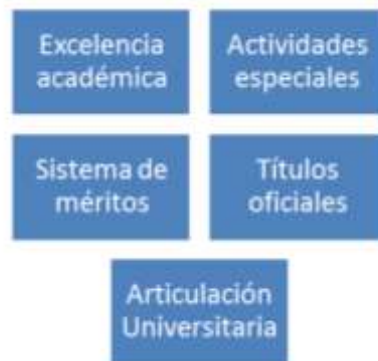 Excelencia
académica
Actividades
especiales
Sistema de
méritos
Títulos
oficiales
Articulación
Universitaria